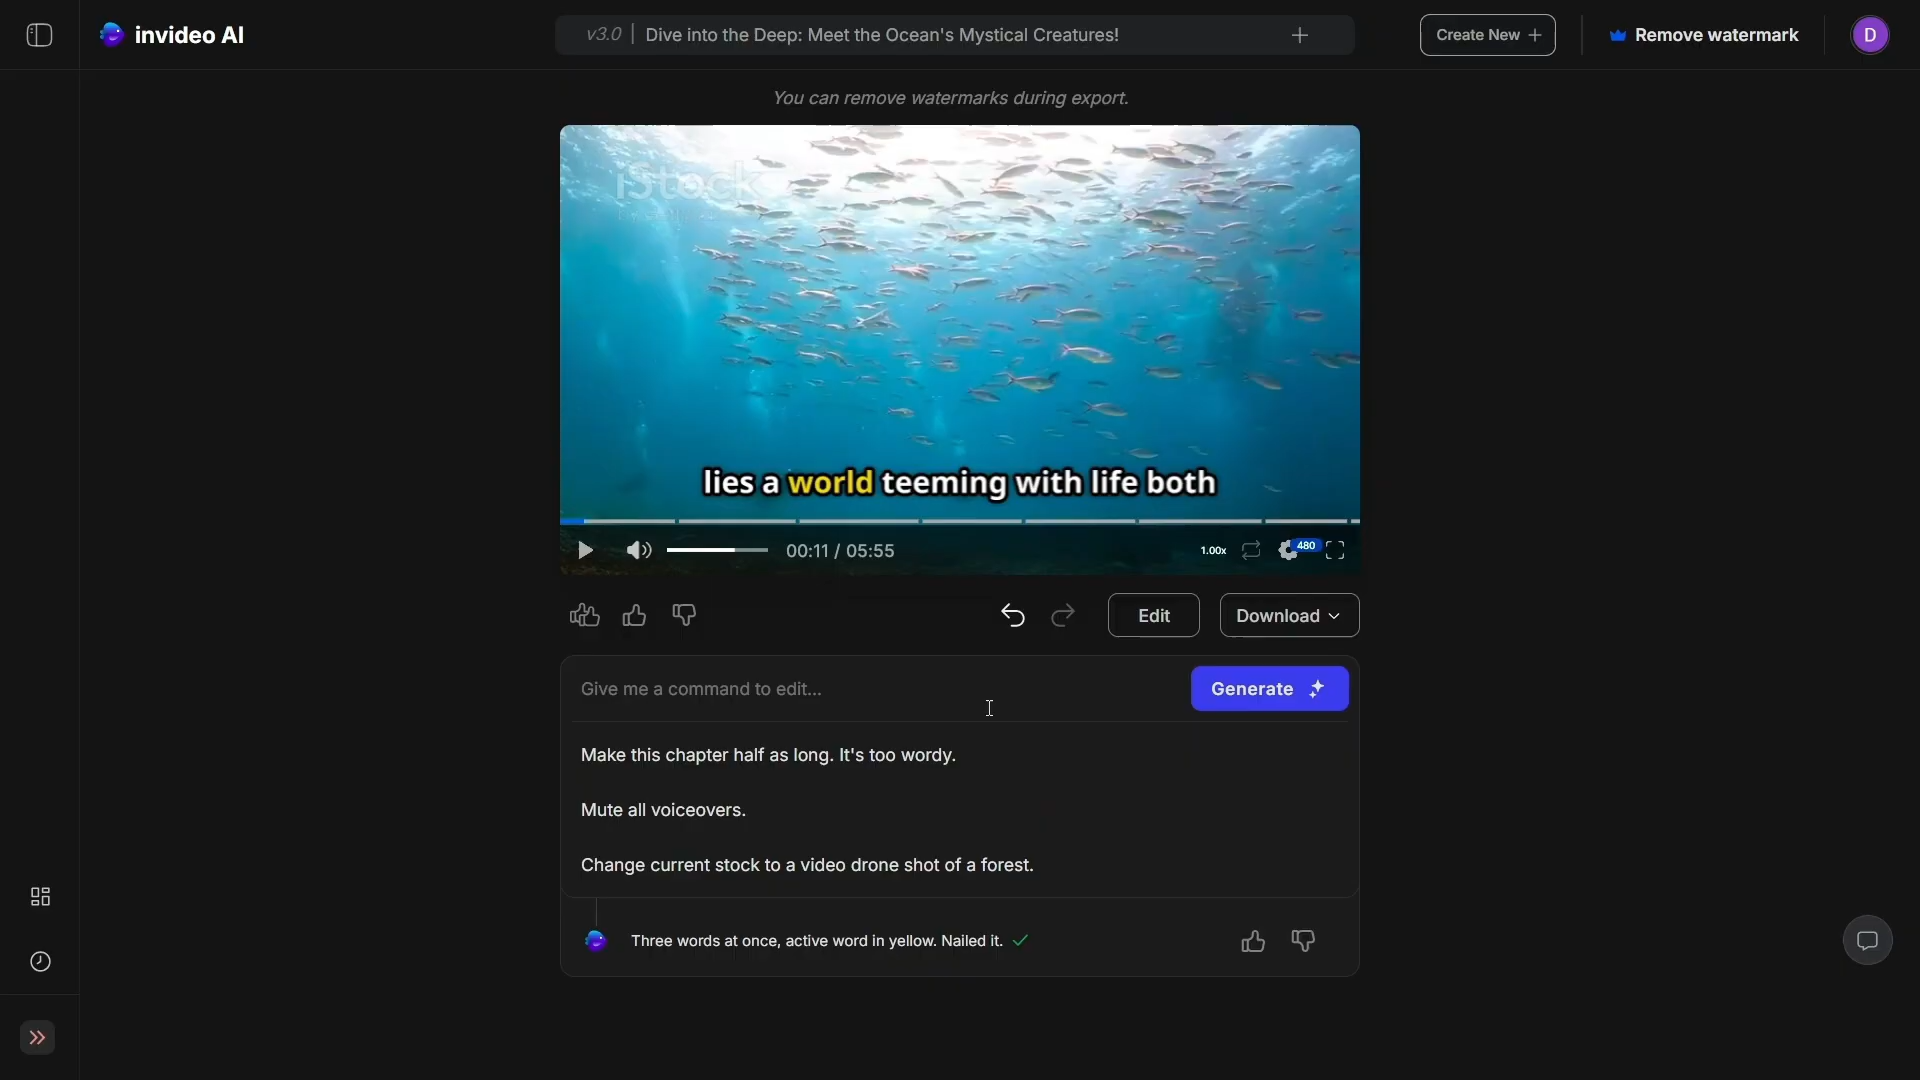 invideo AI
v3.0 | Dive into the Deep: Meet the Ocean's Mystical Creatures! +
Create New +
Remove watermark
D
You can remove watermarks during export.
iStock
lies a world teeming with life both
00:11 / 05:55
1.00x
480
Edit
Download
Give me a command to edit...
Generate
Make this chapter half as long. It's too wordy.
Mute all voiceovers.
Change current stock to a video drone shot of a forest.
Three words at once, active word in yellow. Nailed it.